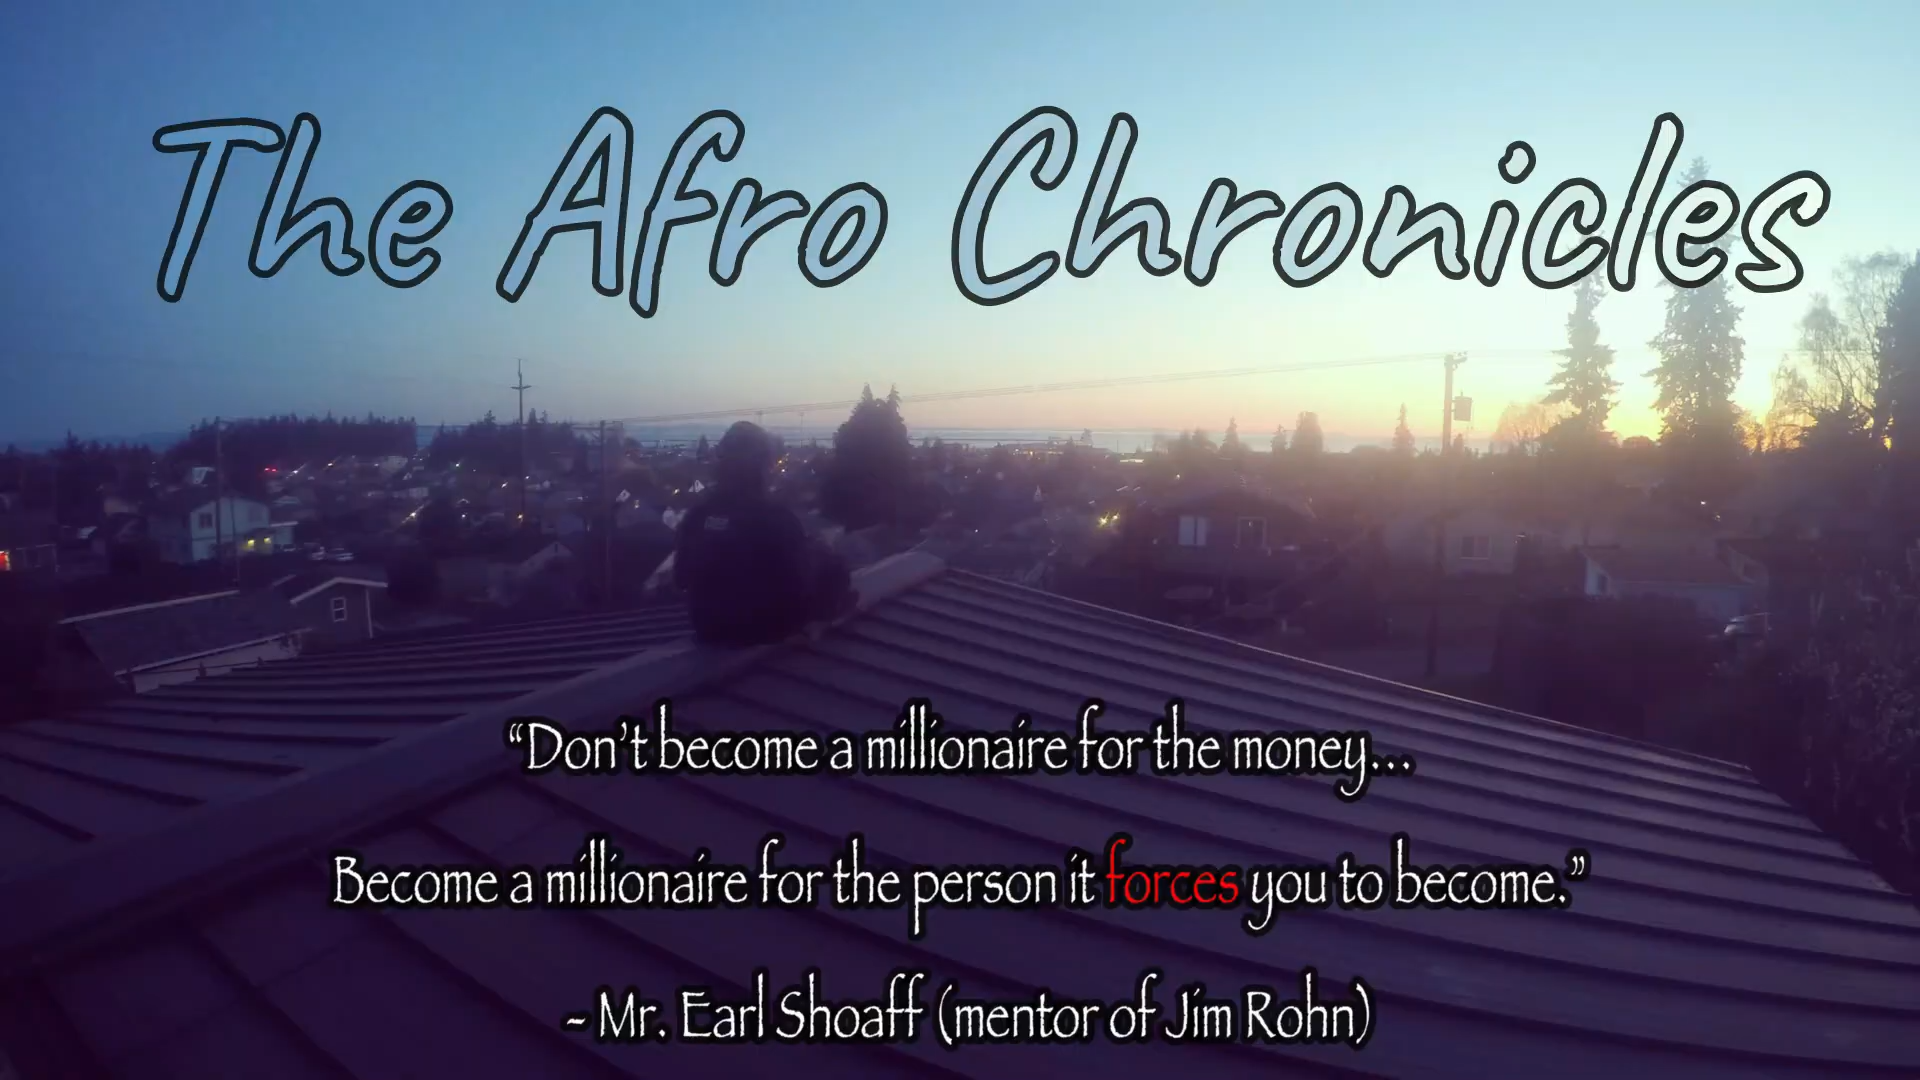 The Afro Chronicles
“Don’t become a millionaire for the money...
Become a millionaire for the person it forces you to become.”
- Mr. Earl Shoaff (mentor of Jim Rohn)